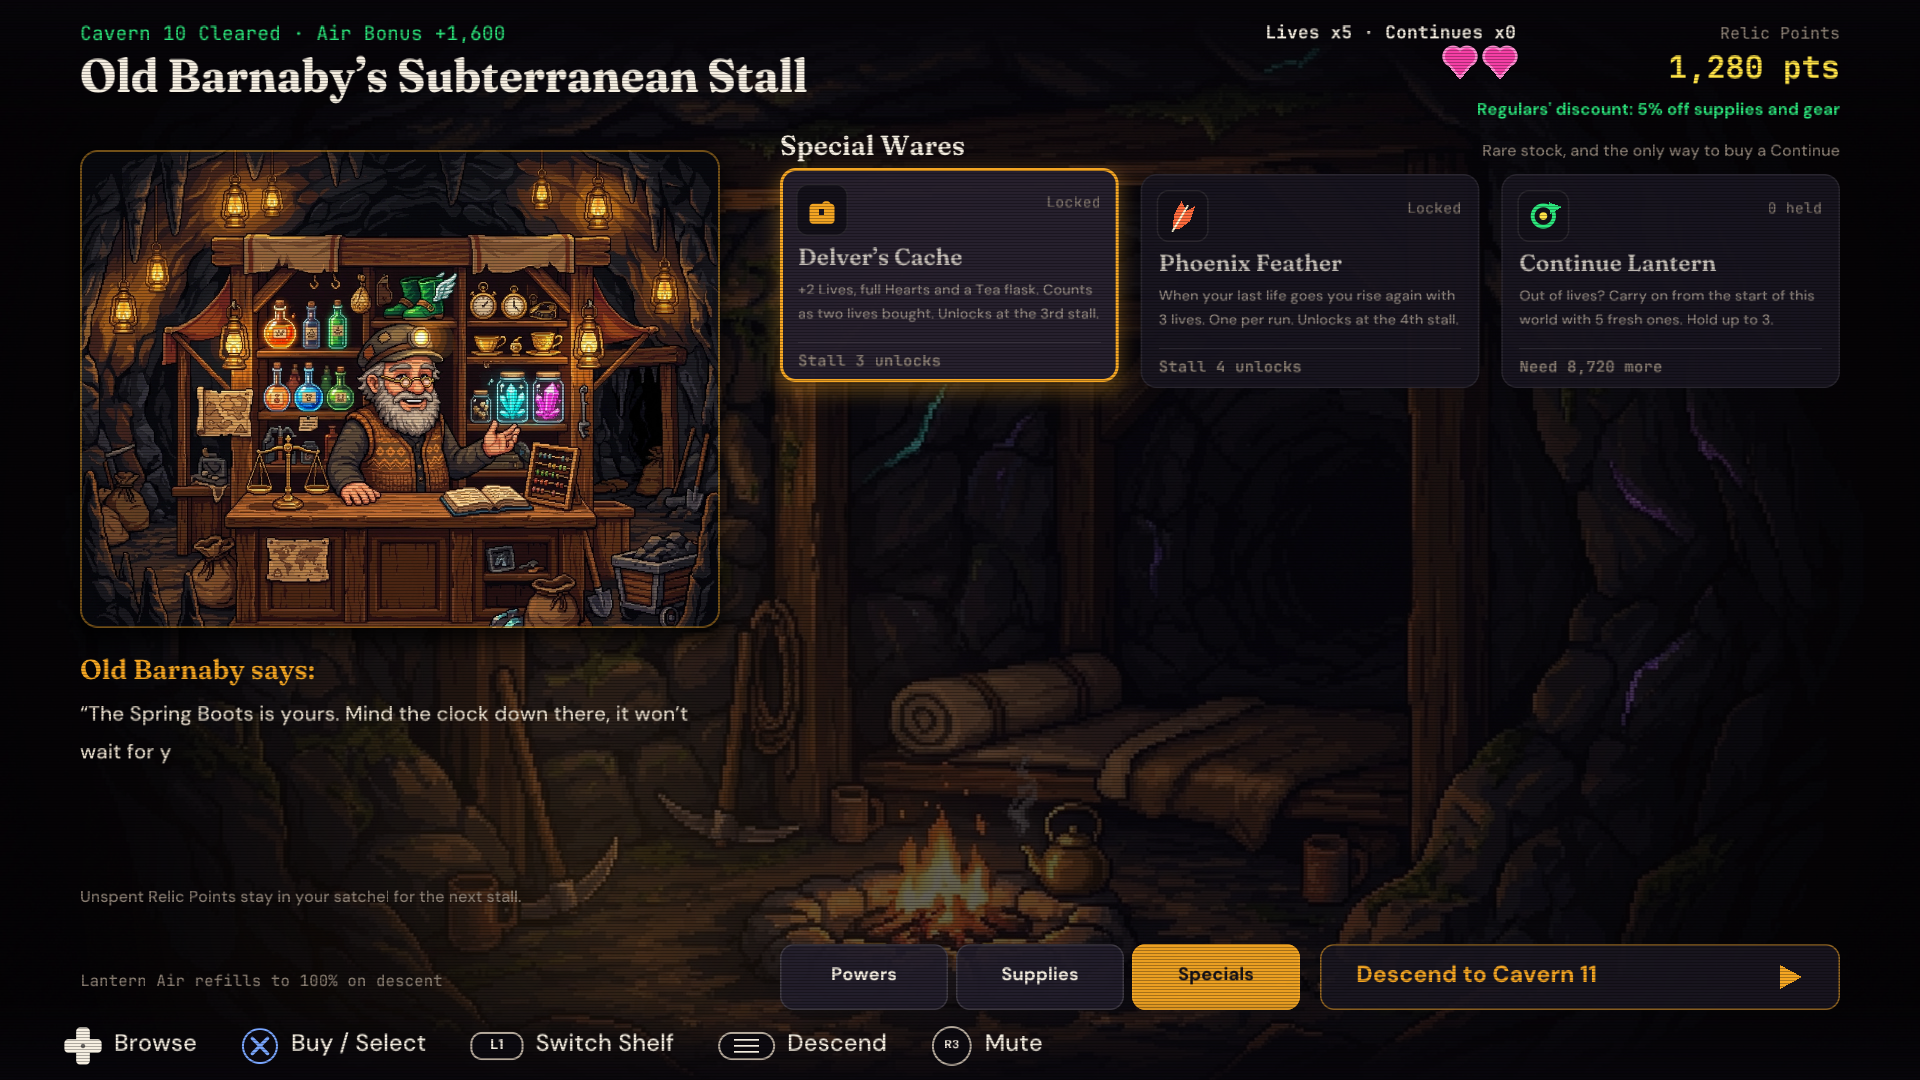 Cavern 10 Cleared · Air Bonus +1,600
Old Barnaby's Subterranean Stall
Lives x5 · Continues x0
Relic Points
1,280 pts
Regulars' discount: 5% off supplies and gear
Special Wares
Rare stock, and the only way to buy a Continue
Locked
Delver's Cache
+2 Lives, full Hearts and a Tea flask. Counts
as two lives bought. Unlocks at the 3rd stall.
Stall 3 unlocks
Locked
Phoenix Feather
When your last life goes you rise again with
3 lives. One per run. Unlocks at the 4th stall.
Stall 4 unlocks
0 held
Continue Lantern
Out of lives? Carry on from the start of this
world with 5 fresh ones. Hold up to 3.
Need 8,720 more
Old Barnaby says:
“The Spring Boots is yours. Mind the clock down there, it won't
wait for y
Unspent Relic Points stay in your satchel for the next stall.
Lantern Air refills to 100% on descent
Powers
Supplies
Specials
Descend to Cavern 11
Browse
Buy / Select
L1
Switch Shelf
Descend
R3
Mute